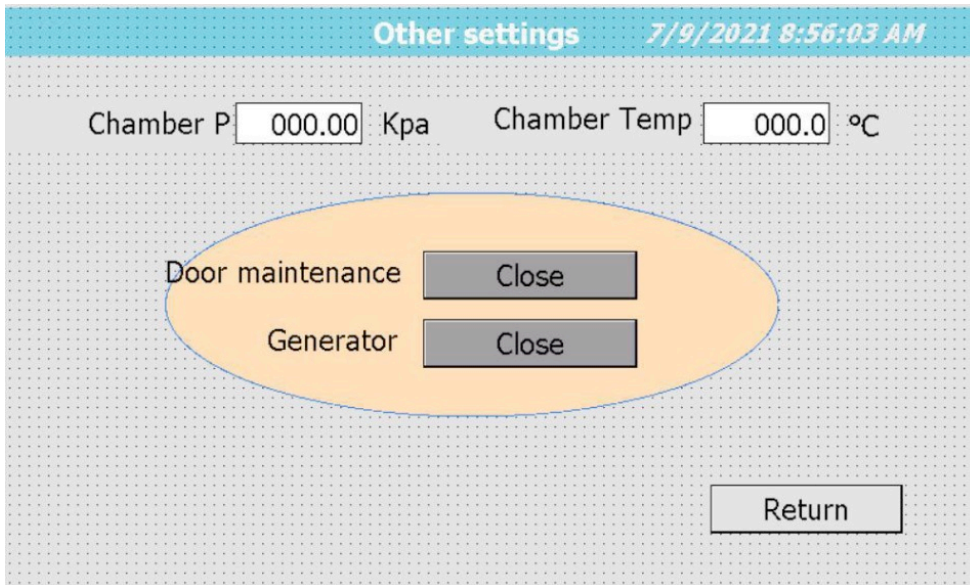 Other settings 7/9/2021 8:56:03 AM
Chamber P 000.00 Kpa Chamber Temp 000.0 °C
Door maintenance Close
Generator Close
Return